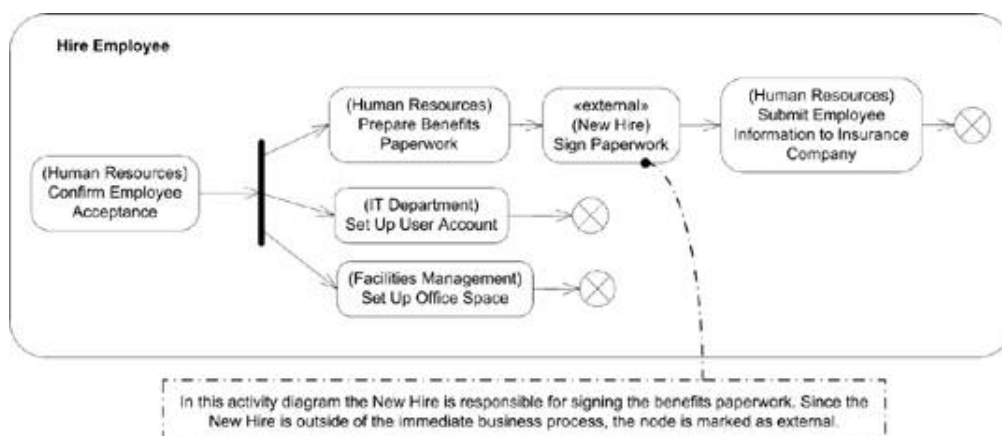 Hire Employee
(Human Resources)
Confirm Employee
Acceptance
(Human Resources)
Prepare Benefits
Paperwork
«external»
(New Hire)
Sign Paperwork
(Human Resources)
Submit Employee
Information to Insurance
Company
(IT Department)
Set Up User Account
(Facilities Management)
Set Up Office Space
In this activity diagram the New Hire is responsible for signing the benefits paperwork. Since the
New Hire is outside of the immediate business process, the node is marked as external.